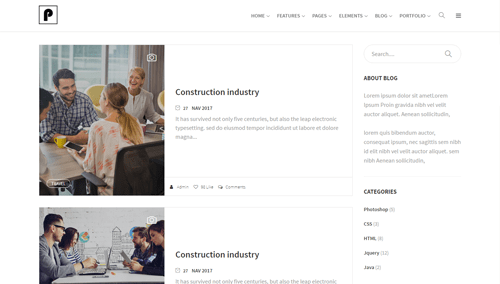 P
HOME FEATURES PAGES ELEMENTS BLOG PORTFOLIO
TRAVEL
Construction industry
27 NAV 2017
It has survived not only five centuries, but also the leap electronic
typesetting, sed do eiusmod tempor incididunt ut labore et dolore
magna...
Admin 92 Like Comments
Construction industry
27 NAV 2017
It has survived not only five centuries, but also the leap electronic
Search...
ABOUT BLOG
Lorem ipsum dolor sit amet,Lorem
Ipsum Proin gravida nibh vel velit
auctor aliquet. Aenean sollicitudin,
lorem quis bibendum auctor,
consequat ipsum, nec sagittis sem nibh
id elit nibh vel velit auctor aliquet. sem
nibh Aenean sollicitudin,
CATEGORIES
Photoshop (5)
CSS (3)
HTML (8)
Jquery (12)
Java (2)